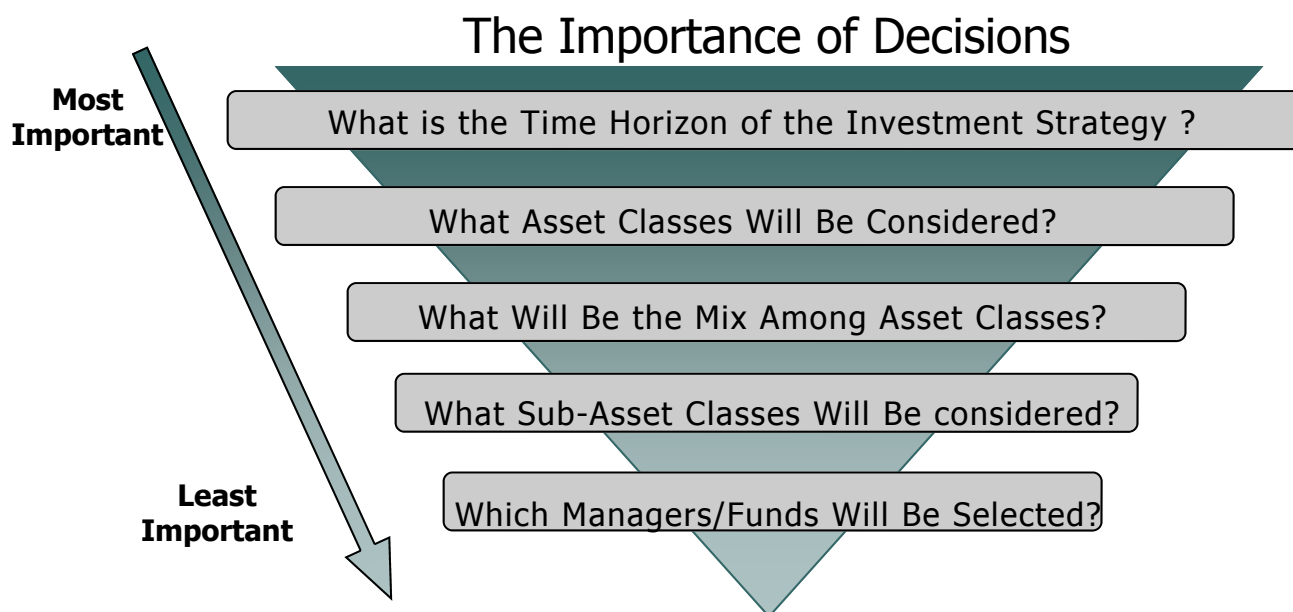 The Importance of Decisions
Most
Important
What is the Time Horizon of the Investment Strategy ?
What Asset Classes Will Be Considered?
What Will Be the Mix Among Asset Classes?
What Sub-Asset Classes Will Be considered?
Least
Important
Which Managers/Funds Will Be Selected?